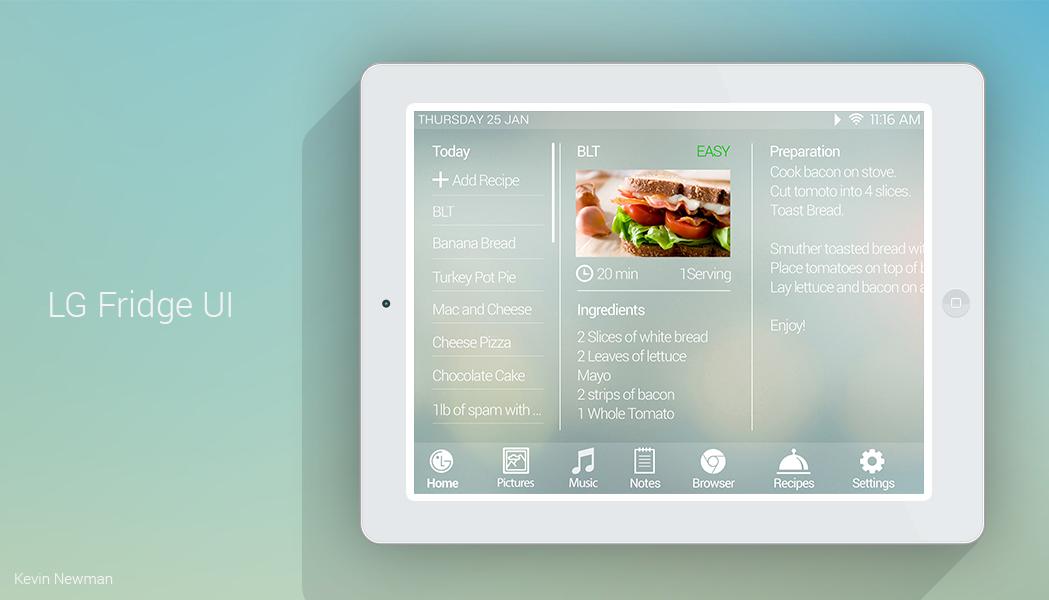 LG Fridge UI
Kevin Newman
THURSDAY 25 JAN
11:16 AM
Today
Add Recipe
BLT
Banana Bread
Turkey Pot Pie
Mac and Cheese
Cheese Pizza
Chocolate Cake
1lb of spam with ...
BLT EASY
20 min 1Serving
Ingredients
2 Slices of white bread
2 Leaves of lettuce
Mayo
2 strips of bacon
1 Whole Tomato
Preparation
Cook bacon on stove.
Cut tomoto into 4 slices.
Toast Bread.
Smuther toasted bread
Place tomatoes on top of
Lay lettuce and bacon on
Enjoy!
Home Pictures Music Notes Browser Recipes Settings